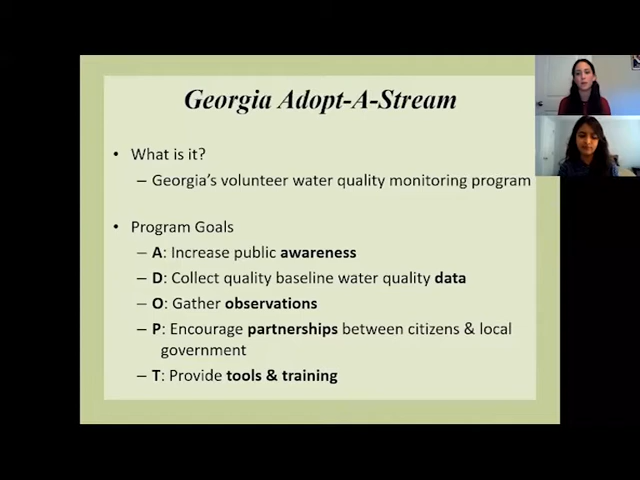 Georgia Adopt-A-Stream
• What is it?
– Georgia's volunteer water quality monitoring program
• Program Goals
– A: Increase public awareness
– D: Collect quality baseline water quality data
– O: Gather observations
– P: Encourage partnerships between citizens & local
government
– T: Provide tools & training